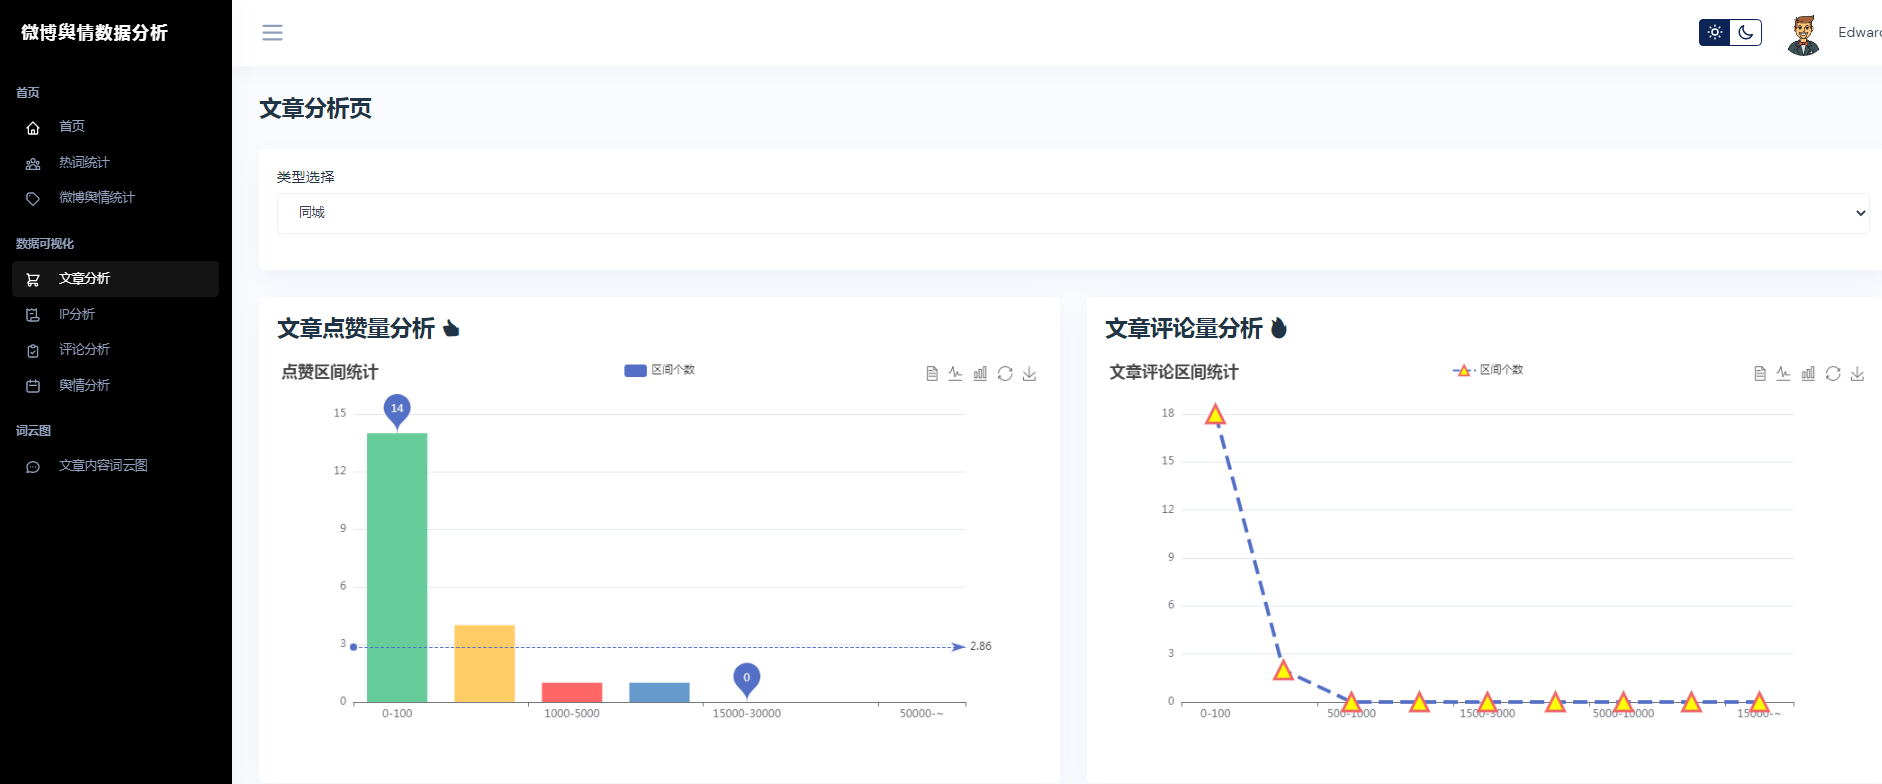 微博舆情数据分析
首页
首页
热词统计
微博舆情统计
数据可视化
文章分析
IP分析
评论分析
舆情分析
词云图
文章内容词云图
Edward
文章分析页
类型选择
同城
文章点赞量分析
点赞区间统计
区间个数
15
14
12
9
6
3
2.86
0
0
0-100
1000-5000
15000-30000
50000-~
文章评论量分析
文章评论区间统计
区间个数
18
15
12
9
6
3
0
0-100
500-1000
1500-3000
5000-10000
15000-~